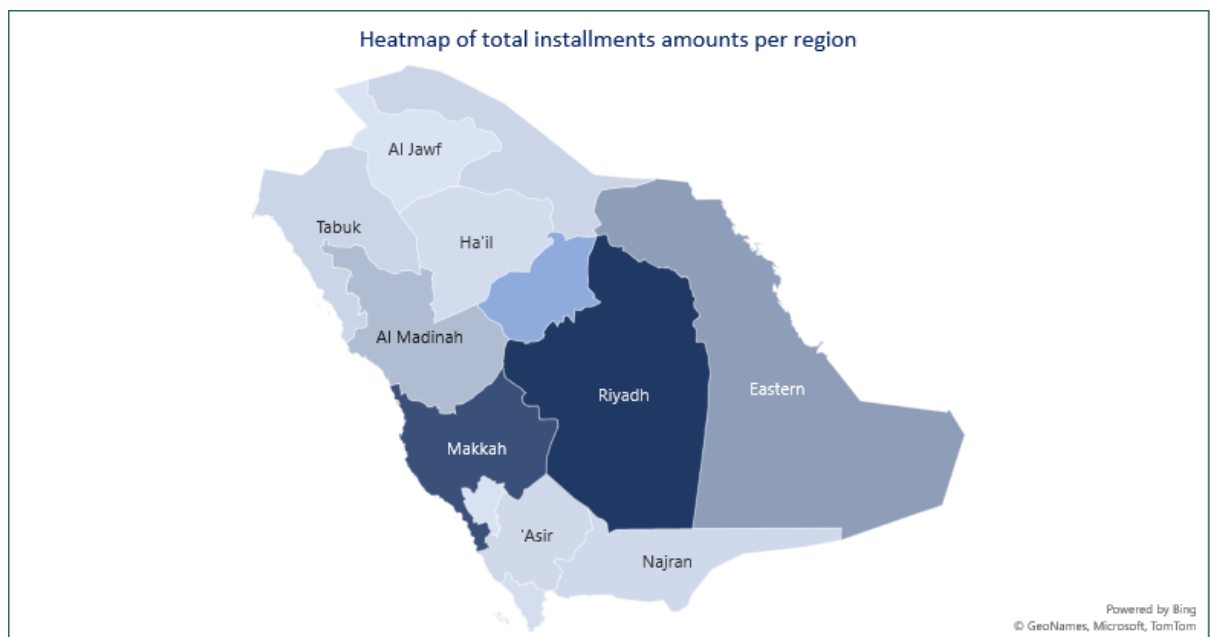 Heatmap of total installments amounts per region
Al Jawf
Tabuk
Ha'il
Al Madinah
Riyadh
Eastern
Makkah
'Asir
Najran
Powered by Bing
© GeoNames, Microsoft, TomTom